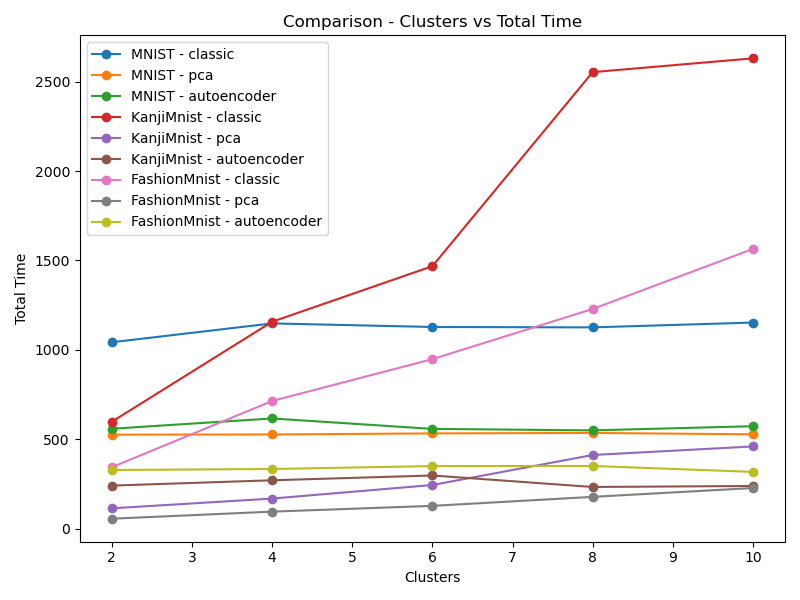 Comparison - Clusters vs Total Time
MNIST - classic
MNIST - pca
MNIST - autoencoder
KanjiMnist - classic
KanjiMnist - pca
KanjiMnist - autoencoder
FashionMnist - classic
FashionMnist - pca
FashionMnist - autoencoder
Total Time
2500
2000
1500
1000
500
0
2 3 4 5 6 7 8 9 10
Clusters